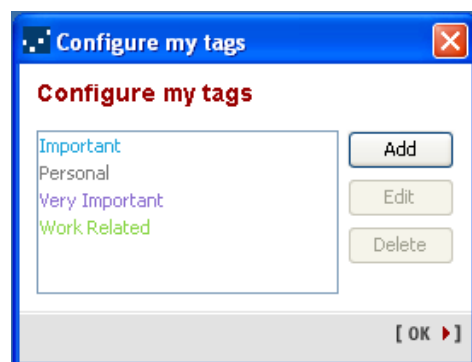 Configure my tags
Configure my tags
Important
Personal
Very Important
Work Related
Add
Edit
Delete
[ OK ]